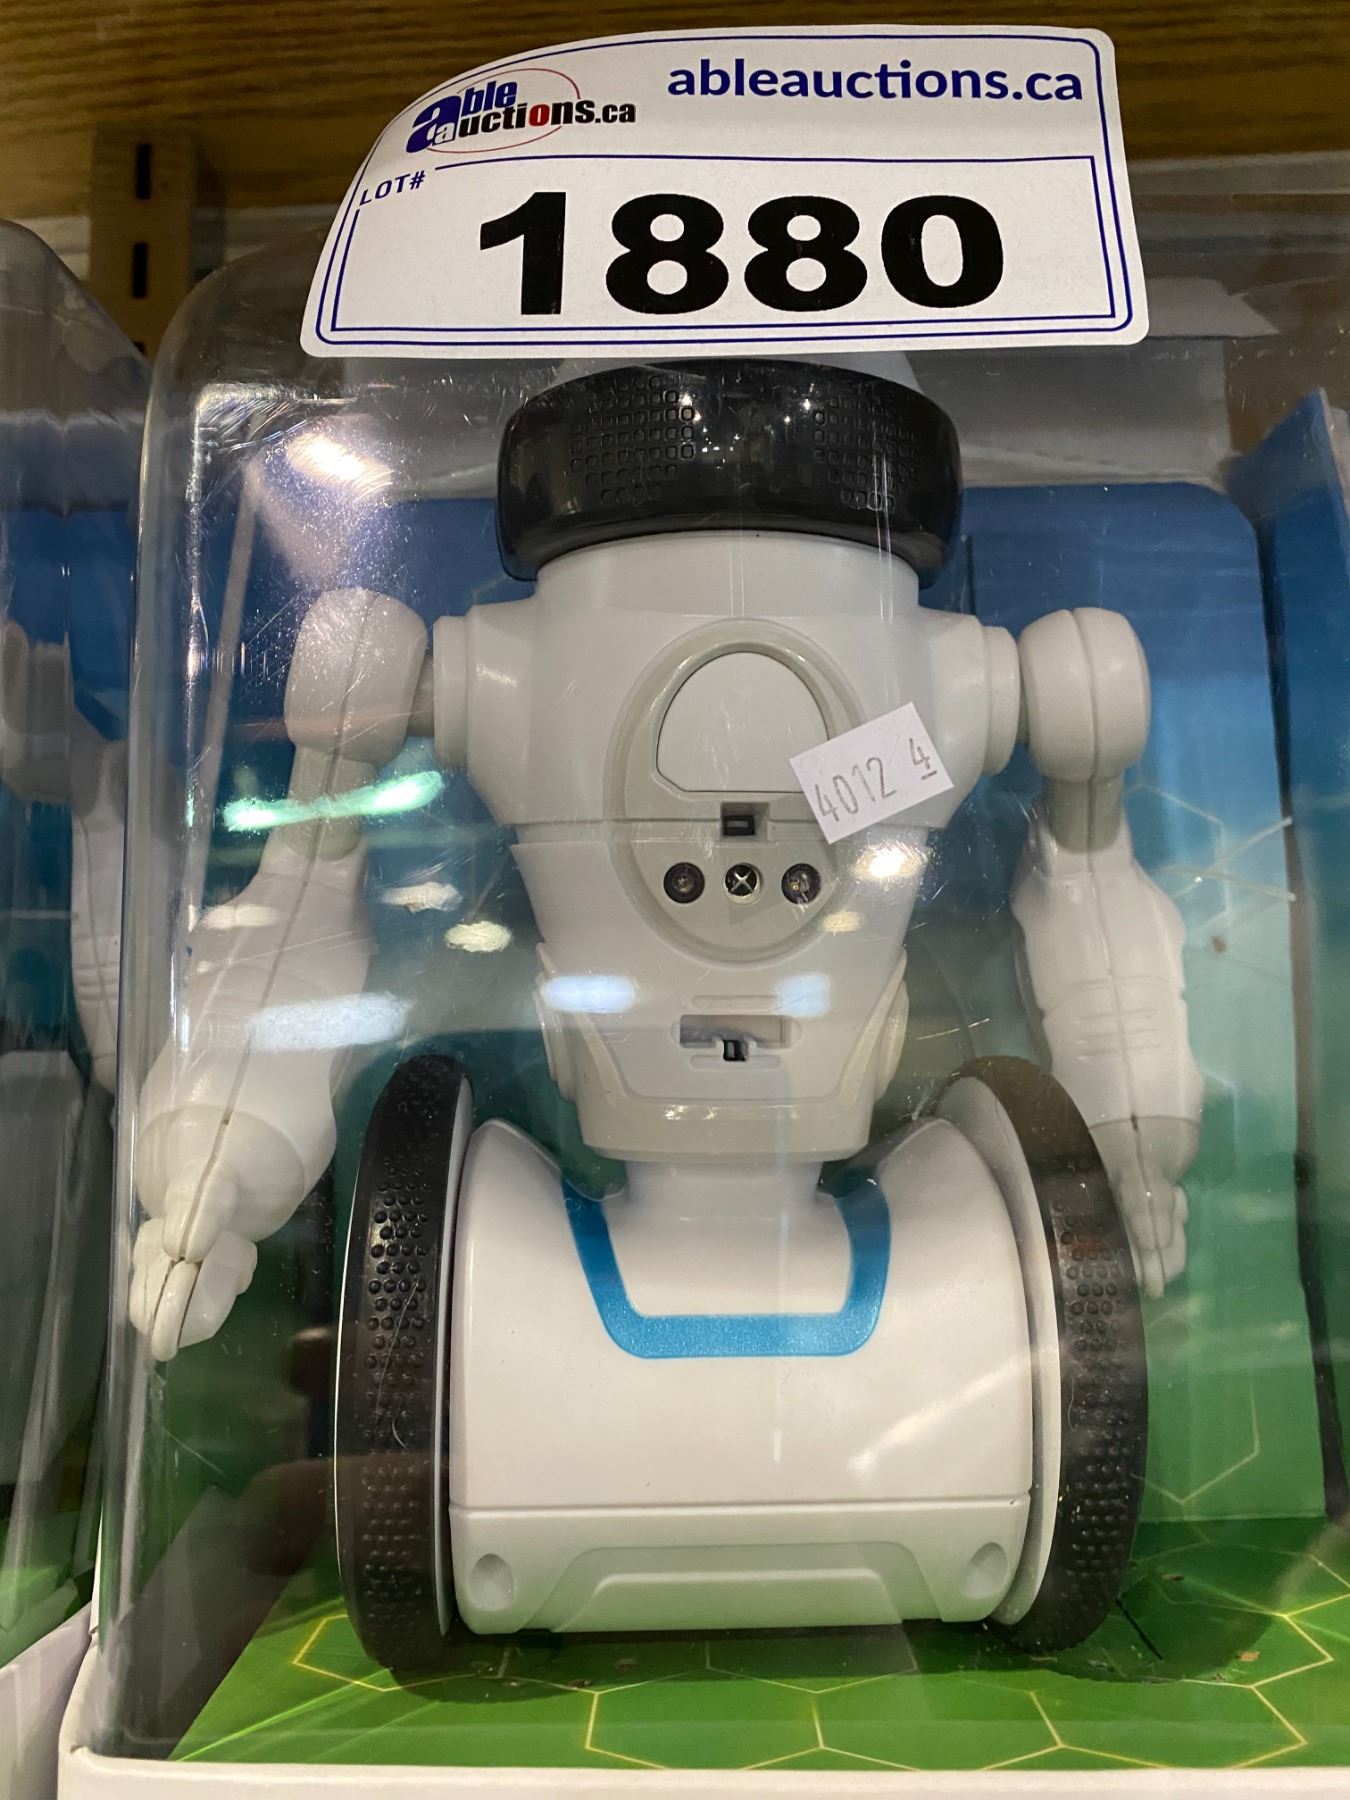 able auctions.ca
ableauctions.ca
LOT#
1880
4012 4